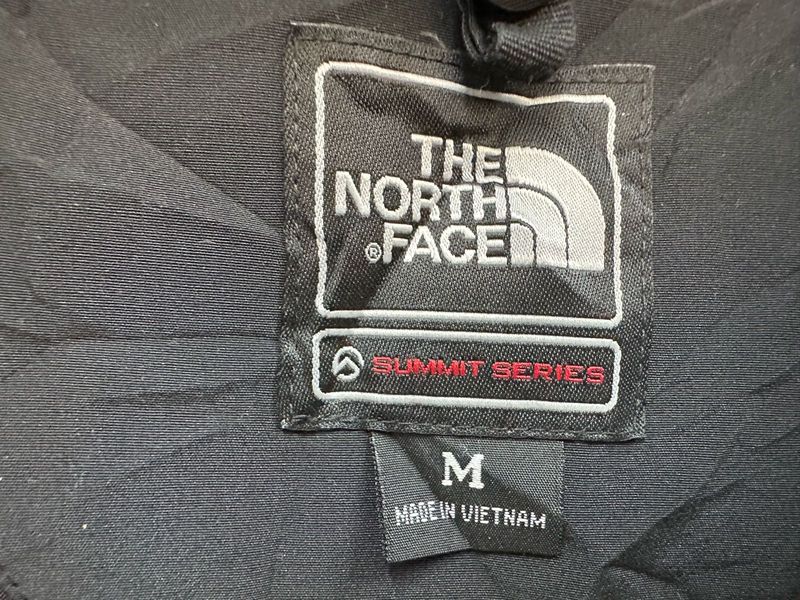 THE
NORTH
®FACE
SUMMIT SERIES
M
MADE IN VIETNAM